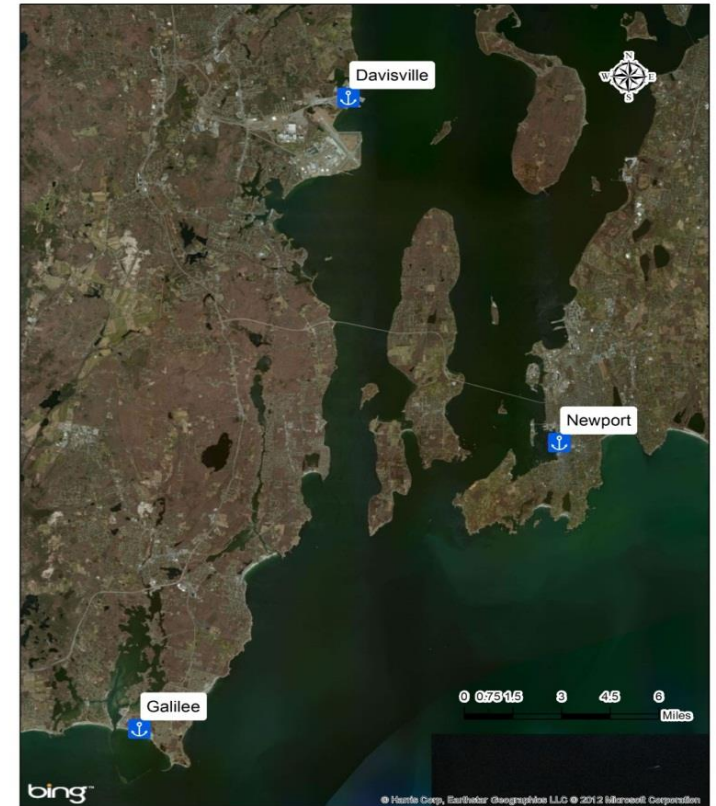 Davisville
N
W E
S
Newport
Galilee
0 0.75 1.5 3 4.5 6
Miles
bing™
© Harris Corp, Earthstar Geographics LLC © 2012 Microsoft Corporation